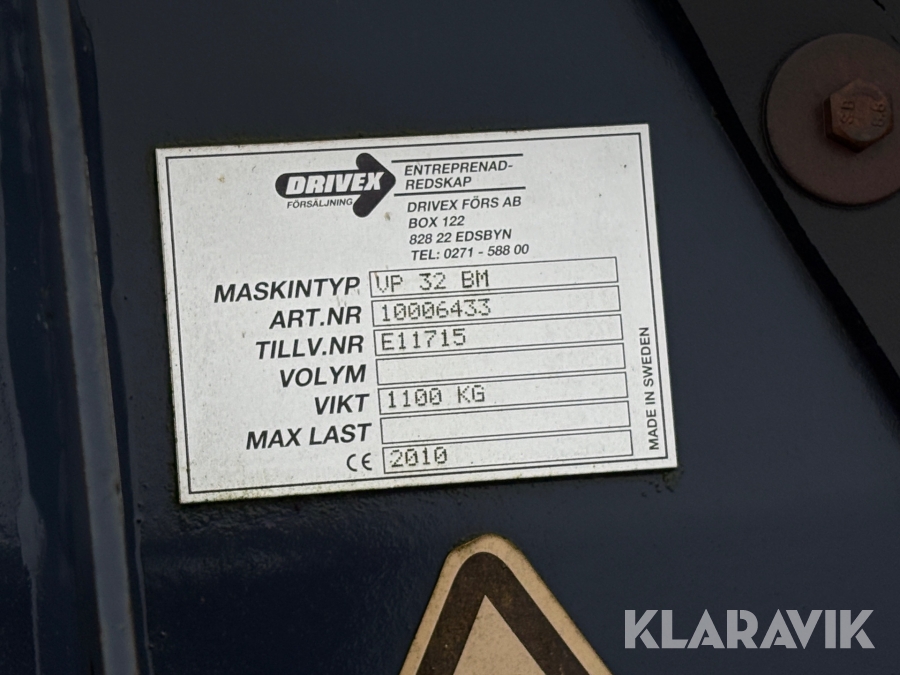 DRIVEX
FÖRSÄLJNING
ENTREPRENAD-
REDSKAP
DRIVEX FÖRS AB
BOX 122
828 22 EDSBYN
TEL: 0271 - 588 00
MASKINTYP VP 32 BM
ART.NR 10006433
TILLV.NR E11715
VOLYM
VIKT 1100 KG
MAX LAST
CE 2010
MADE IN SWEDEN
8.8
KLARAVIK